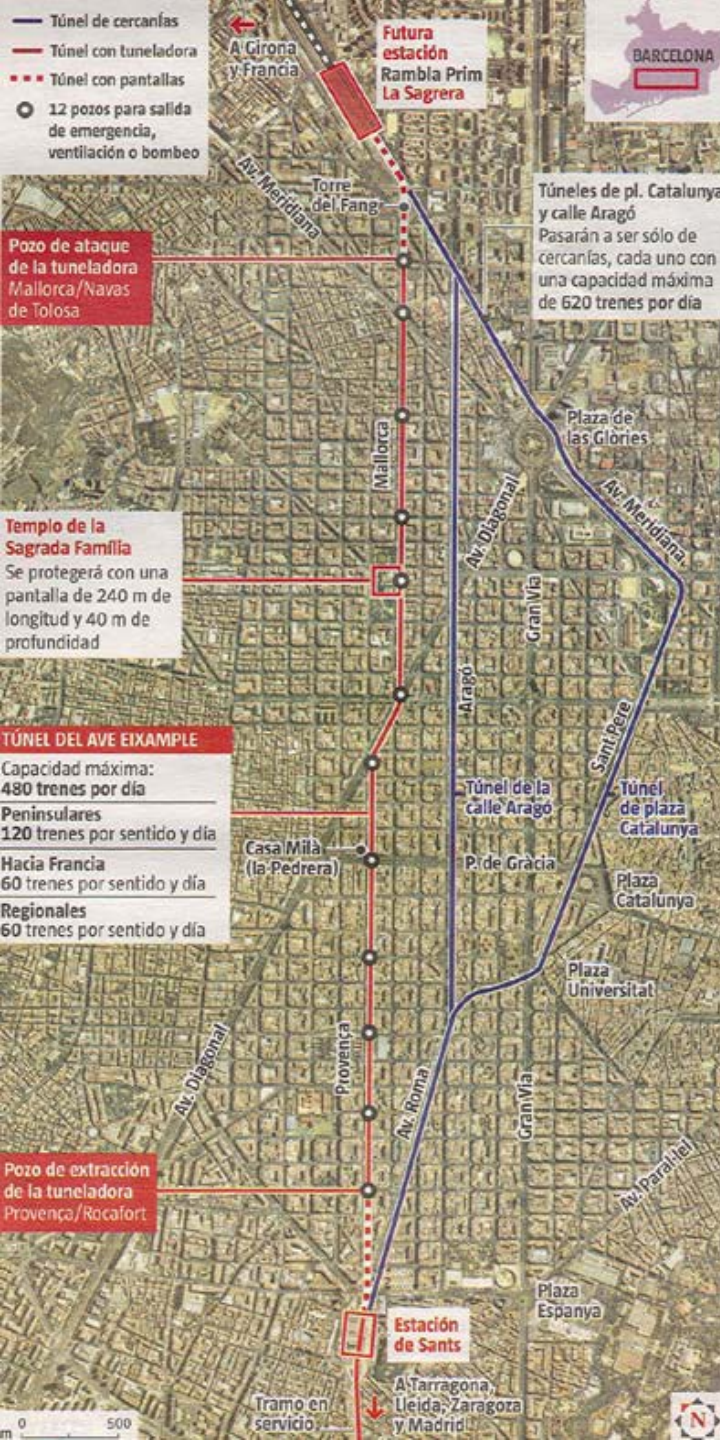 Túnel de cercanías
Túnel con tuneladora
Túnel con pantallas
12 pozos para salida
de emergencia,
ventilación o bombeo
A Girona
y Francia
Futura
estación
Rambla Prim
La Sagrera
BARCELONA
Av. Meridiana
Torre
del Fang
Túneles de pl. Catalunya
y calle Aragó
Pasarán a ser sólo de
cercanías, cada uno con
una capacidad máxima
de 620 trenes por día
Pozo de ataque
de la tuneladora
Mallorca/Navas
de Tolosa
Mallorca
Plaza de
las Glòries
Av. Diagonal
Av. Meridiana
Templo de la
Sagrada Família
Se protegerá con una
pantalla de 240 m de
longitud y 40 m de
profundidad
Gran Via
Aragó
Sant Pere
TÚNEL DEL AVE EIXAMPLE
Capacidad máxima:
480 trenes por día
Peninsulares
120 trenes por sentido y día
Hacia Francia
60 trenes por sentido y día
Regionales
60 trenes por sentido y día
Túnel de la
calle Aragó
Túnel
de plaza
Catalunya
Casa Milà
(la Pedrera)
P. de Gràcia
Plaza
Catalunya
Plaza
Universitat
Provença
Av. Diagonal
Av. Roma
Gran Via
Av. Paral·lel
Pozo de extracción
de la tuneladora
Provença/Rocafort
Plaza
Espanya
Estación
de Sants
Tramo en
servicio
A Tarragona,
Lleida, Zaragoza
y Madrid
m 0 500
N